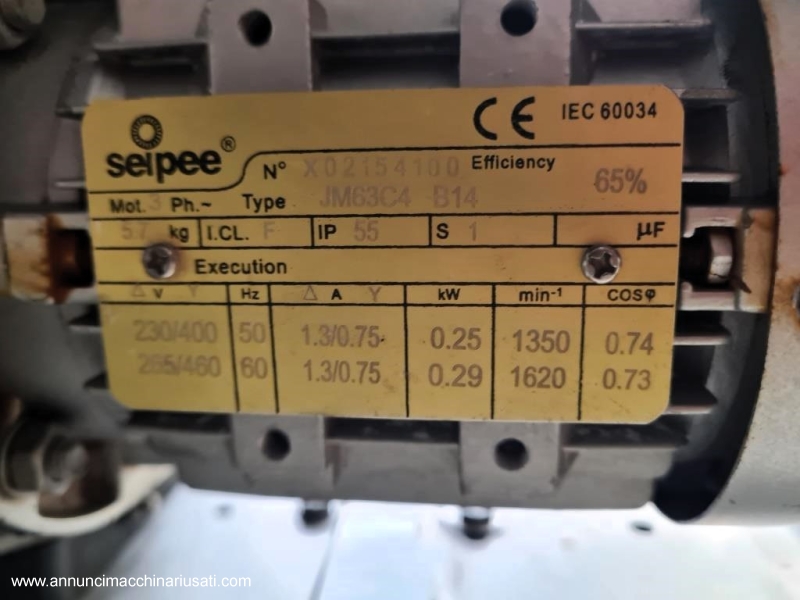 CE IEC 60034
seipee® N° X02154100 Efficiency 65%
Mot. 3 Ph.~ Type JM63C4 B14
5.7 kg I.CL. F IP 55 S 1 µF
Execution
△ V Y Hz △ A Y kW min-1 COSφ
230/400 50 1.3/0.75 0.25 1350 0.74
265/460 60 1.3/0.75 0.29 1620 0.73
www.annuncimacchinariusati.com